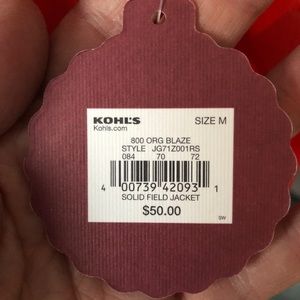 KOHL'S SIZE M
Kohls.com
800 ORG BLAZE
STYLE JG71Z001RS
084 70 72
4 00739 42093 1
SOLID FIELD JACKET
$50.00
SW